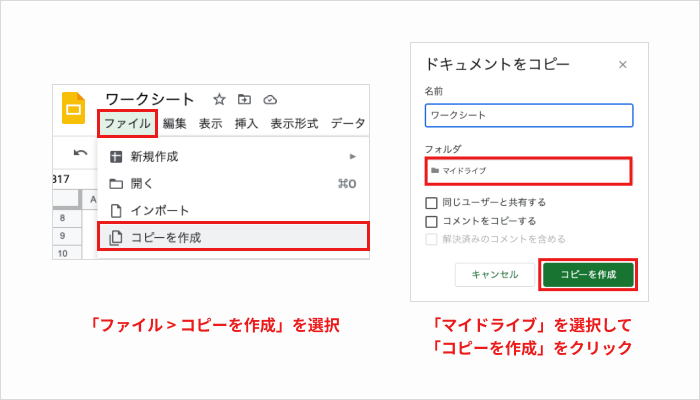 ワークシート
ファイル 編集 表示 挿入 表示形式 データ
新規作成
開く ⌘O
インポート
コピーを作成
317
A
8
9
10
「ファイル > コピーを作成」を選択
ドキュメントをコピー
名前
ワークシート
フォルダ
マイドライブ
同じユーザーと共有する
コメントをコピーする
解決済みのコメントを含める
キャンセル コピーを作成
「マイドライブ」を選択して
「コピーを作成」をクリック